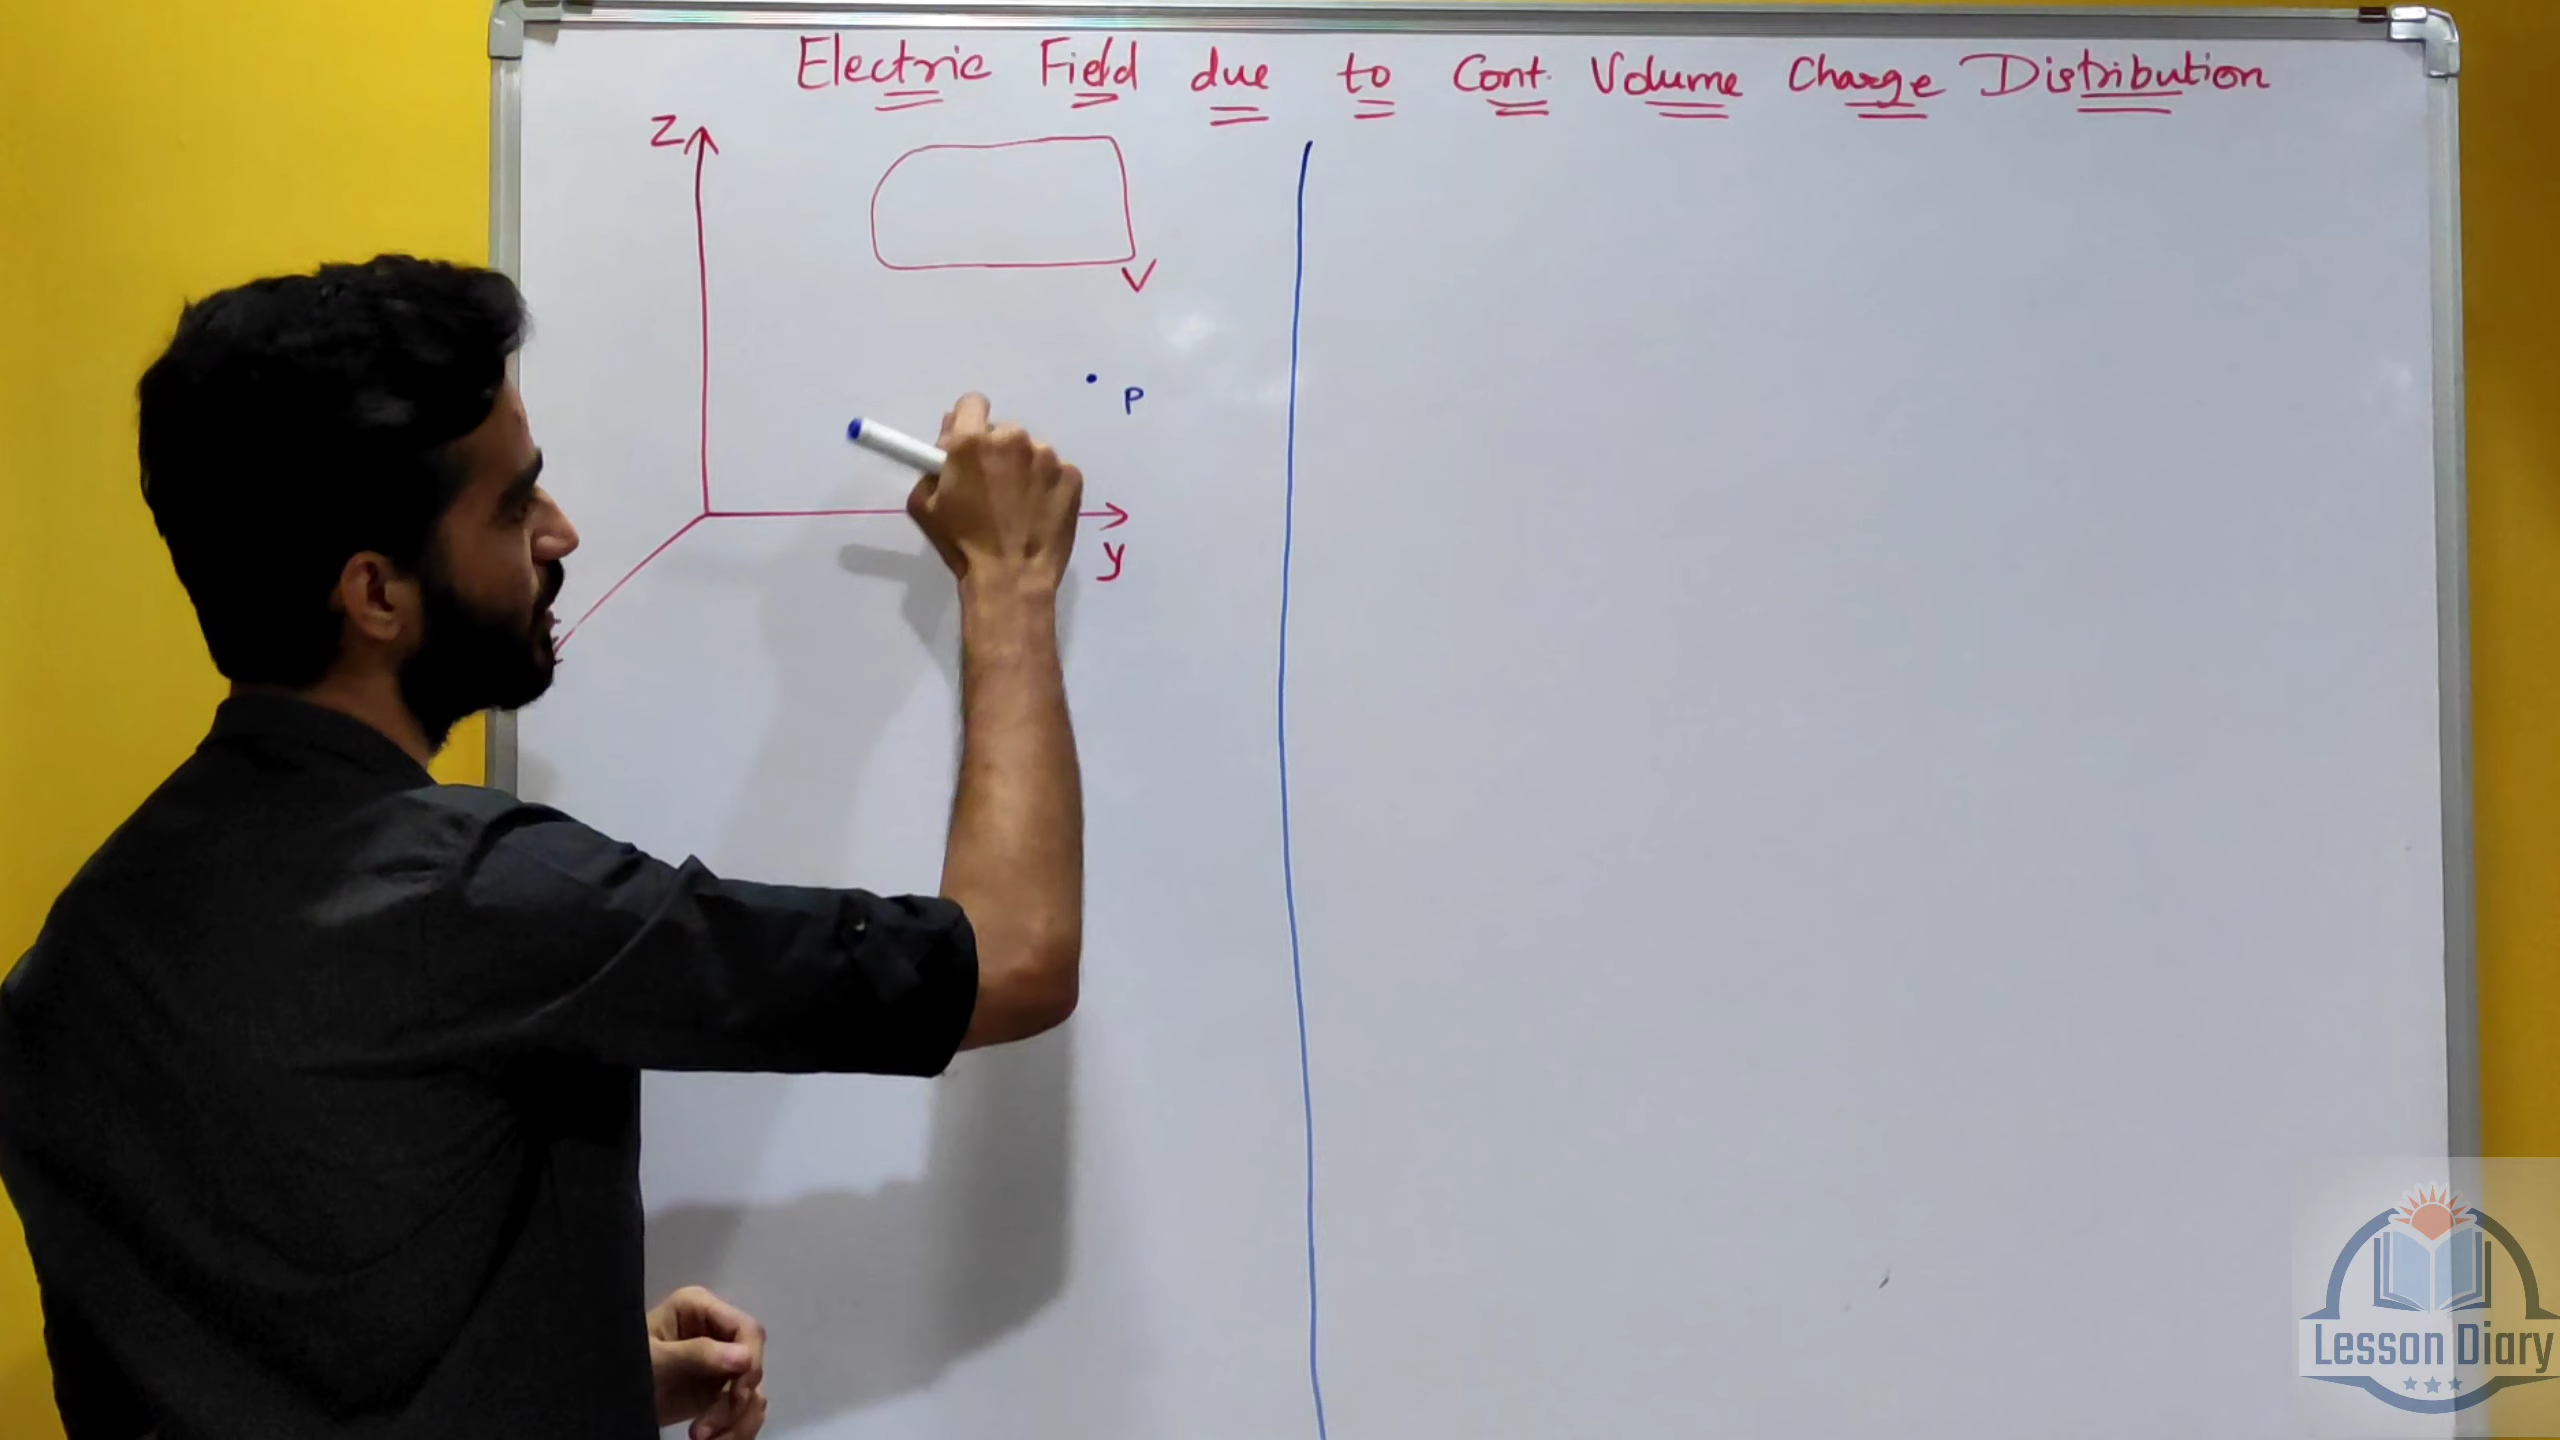 Electric Field due to Cont. Volume Charge Distribution
Z
V
P
y
Lesson Diary